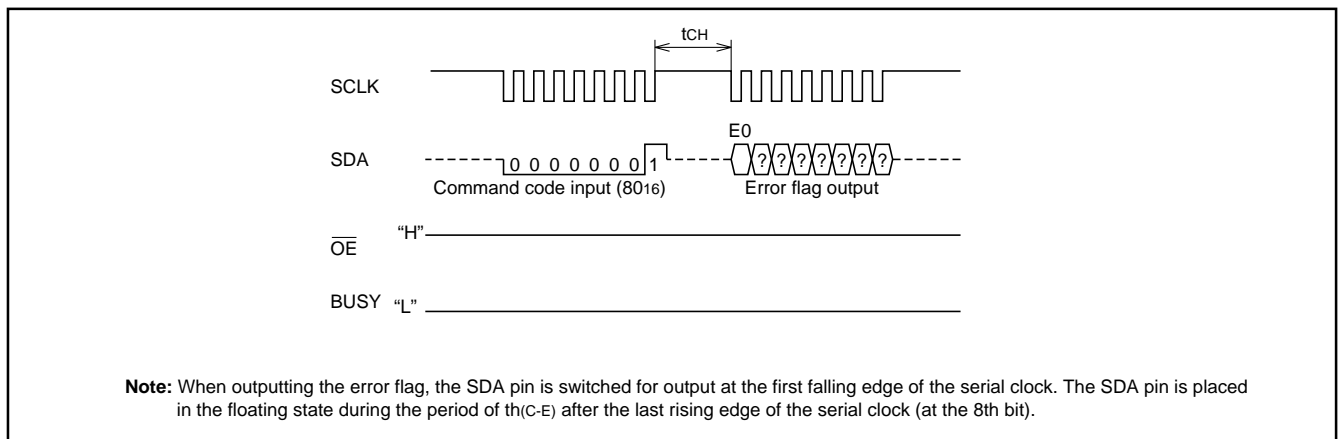 tCH
SCLK
E0
SDA
0 0 0 0 0 0 0 1
? ? ? ? ? ? ?
Command code input (8016)
Error flag output
OE
“H”
BUSY
“L”
Note: When outputting the error flag, the SDA pin is switched for output at the first falling edge of the serial clock. The SDA pin is placed
in the floating state during the period of th(C-E) after the last rising edge of the serial clock (at the 8th bit).